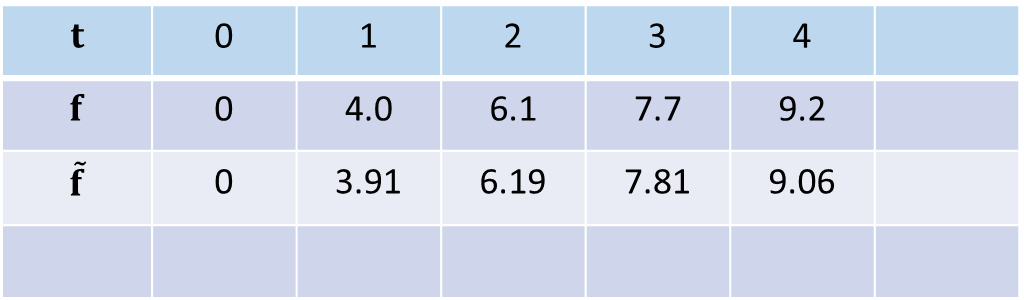 t 0 1 2 3 4
f 0 4.0 6.1 7.7 9.2
f̃ 0 3.91 6.19 7.81 9.06